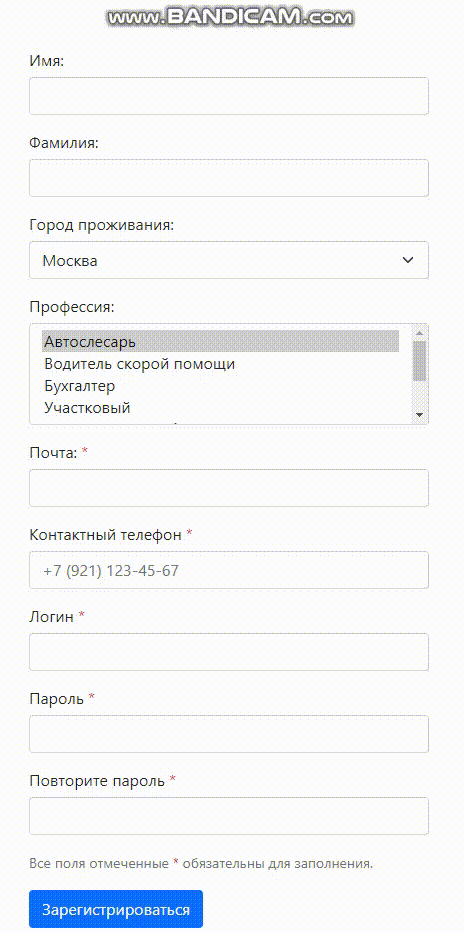 www.BANDICAM.com
Имя:
Фамилия:
Город проживания:
Москва
Профессия:
Автослесарь
Водитель скорой помощи
Бухгалтер
Участковый
Почта: *
Контактный телефон *
+7 (921) 123-45-67
Логин *
Пароль *
Повторите пароль *
Все поля отмеченные * обязательны для заполнения.
Зарегистрироваться